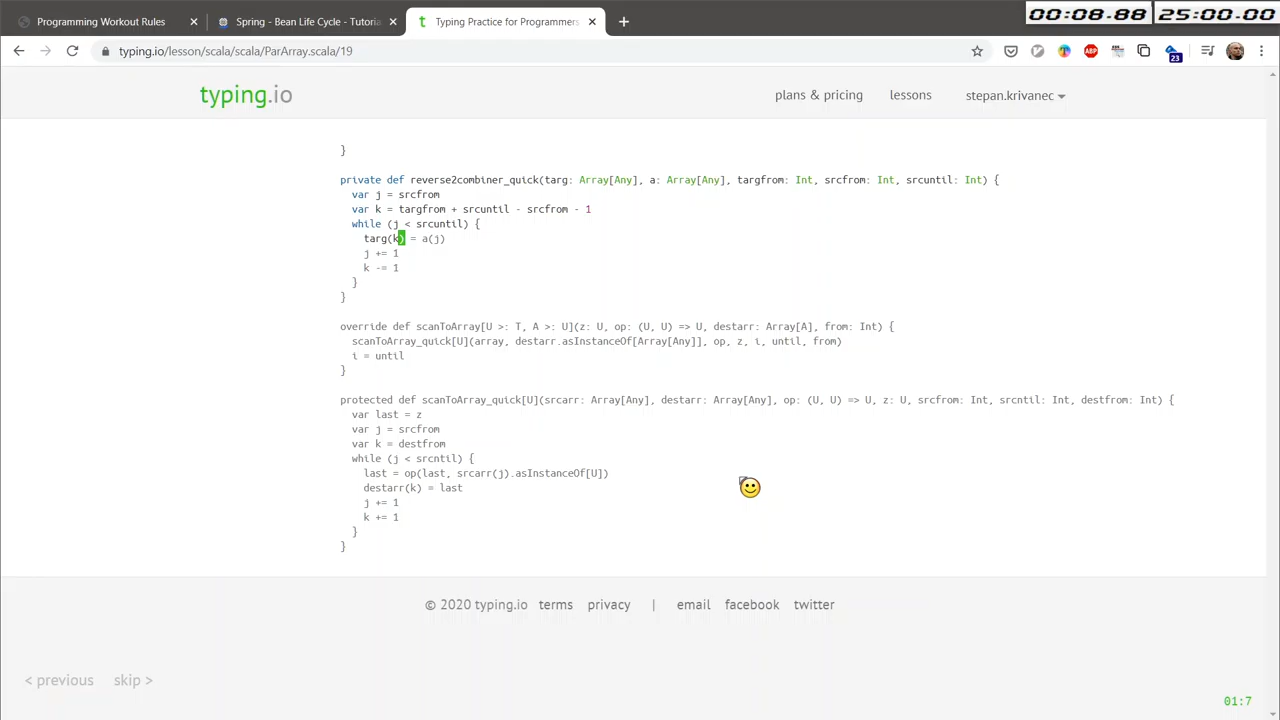 Programming Workout Rules
Spring - Bean Life Cycle - Tutoria
Typing Practice for Programmers
00:08.88
25:00.00
typing.io/lesson/scala/scala/ParArray.scala/19
23
typing.io
plans & pricing
lessons
stepan.krivanec
}
private def reverse2combiner_quick(targ: Array[Any], a: Array[Any], targfrom: Int, srcfrom: Int, srcuntil: Int) {
var j = srcfrom
var k = targfrom + srcuntil - srcfrom - 1
while (j < srcuntil) {
targ(k) = a(j)
j += 1
k -= 1
}
}
override def scanToArray[U >: T, A >: U](z: U, op: (U, U) => U, destarr: Array[A], from: Int) {
scanToArray_quick[U](array, destarr.asInstanceOf[Array[Any]], op, z, i, until, from)
i = until
}
protected def scanToArray_quick[U](srcarr: Array[Any], destarr: Array[Any], op: (U, U) => U, z: U, srcfrom: Int, srcntil: Int, destfrom: Int) {
var last = z
var j = srcfrom
var k = destfrom
while (j < srcntil) {
last = op(last, srcarr(j).asInstanceOf[U])
destarr(k) = last
j += 1
k += 1
}
}
© 2020 typing.io terms privacy | email facebook twitter
< previous skip >
01:7